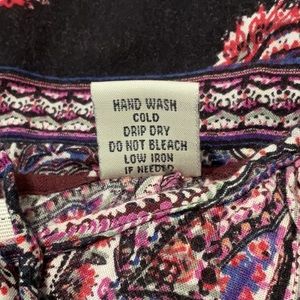 HAND WASH
COLD
DRIP DRY
DO NOT BLEACH
LOW IRON
IF NEEDED